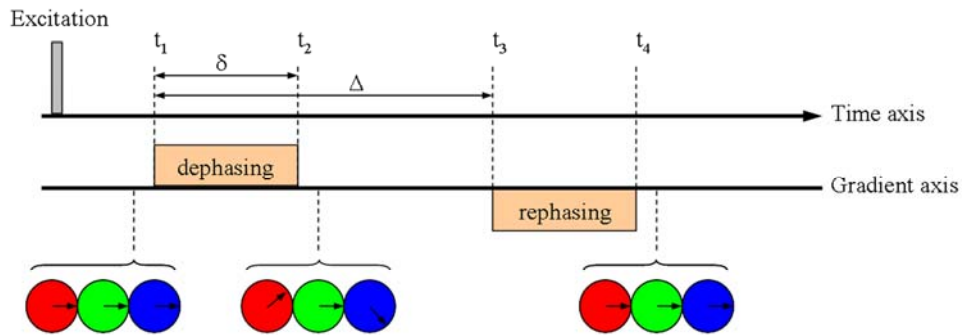 Excitation
t₁ t₂ t₃ t₄
δ
Δ
Time axis
dephasing
Gradient axis
rephasing